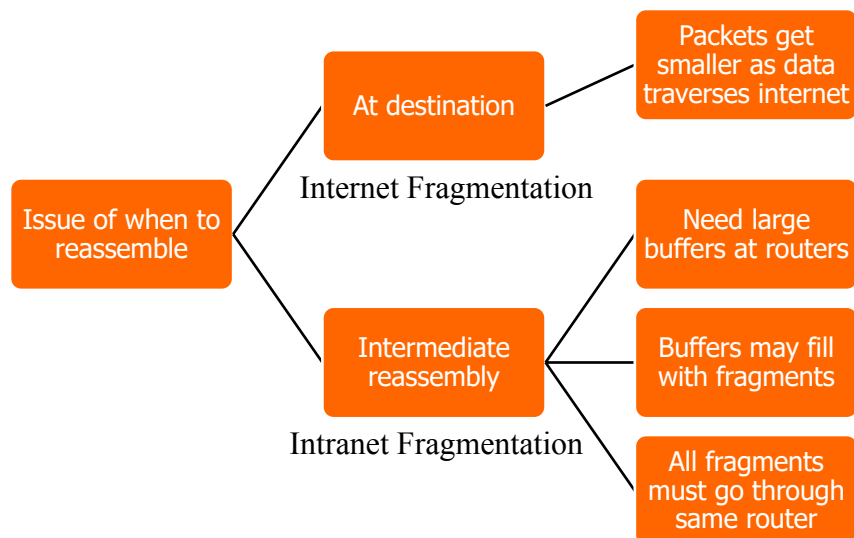 Issue of when to
reassemble
At destination
Internet Fragmentation
Packets get
smaller as data
traverses internet
Intermediate
reassembly
Intranet Fragmentation
Need large
buffers at routers
Buffers may fill
with fragments
All fragments
must go through
same router